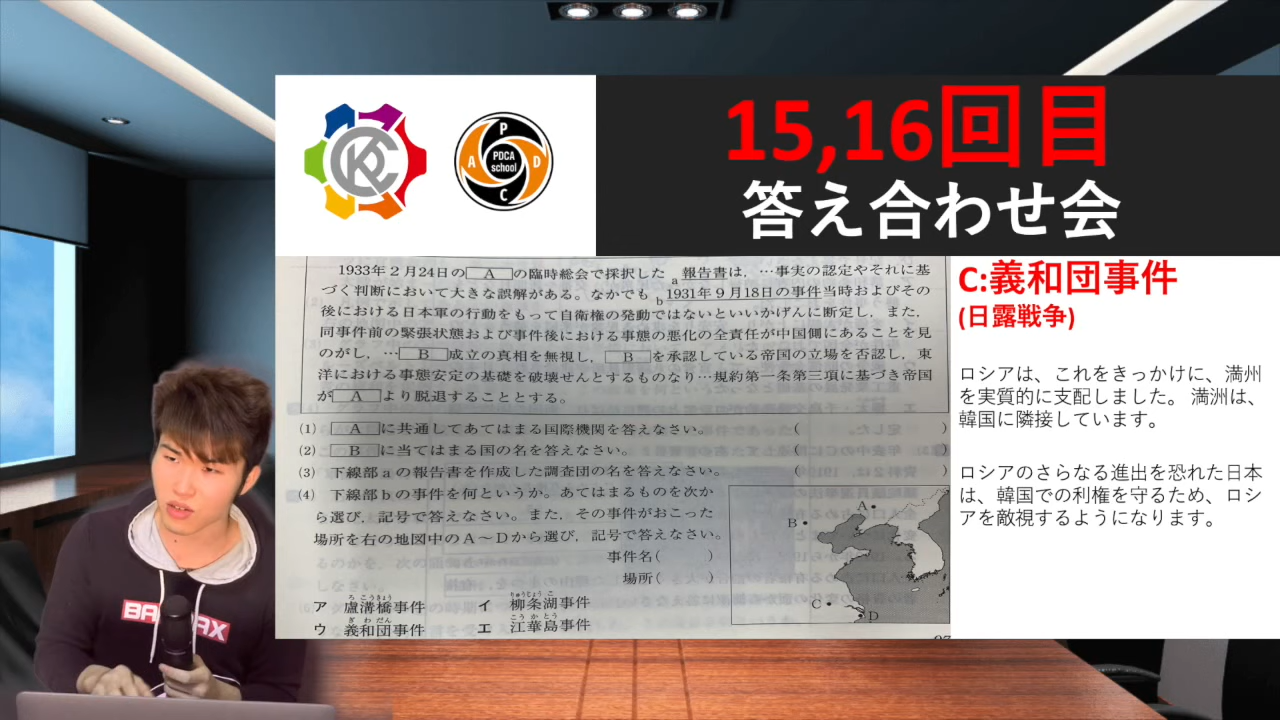 15,16回目
答え合わせ会
CKC
P
A
PDCA
school
D
C
1933年2月24日の A の臨時総会で採択した a報告書は，…事実の認定やそれに基
づく判断において大きな誤解がある。なかでも b1931年9月18日の事件当時およびその
後における日本軍の行動をもって自衛権の発動ではないといいかげんに断定し，また，
同事件前の緊張状態および事件後における事態の悪化の全責任が中国側にあることを見
のがし，… B 成立の真相を無視し， B を承認している帝国の立場を否認し，東
洋における事態安定の基礎を破壊せんとするものなり…規約第一条第三項に基づき帝国
が A より脱退することとする。
(1) A に共通してあてはまる国際機関を答えなさい。 ( )
(2) B に当てはまる国の名を答えなさい。 ( )
(3) 下線部aの報告書を作成した調査団の名を答えなさい。 ( )
(4) 下線部bの事件を何というか。あてはまるものを次か
ら選び，記号で答えなさい。また，その事件がおこった
場所を右の地図中のA～Dから選び，記号で答えなさい。
事件名( )
場所( )
ア 盧溝橋事件 イ 柳条湖事件
ウ 義和団事件 エ 江華島事件
A
B
C
D
C:義和団事件
(日露戦争)
ロシアは、これをきっかけに、満州
を実質的に支配しました。 満洲は、
韓国に隣接しています。
ロシアのさらなる進出を恐れた日本
は、韓国での利権を守るため、ロシ
アを敵視するようになります。